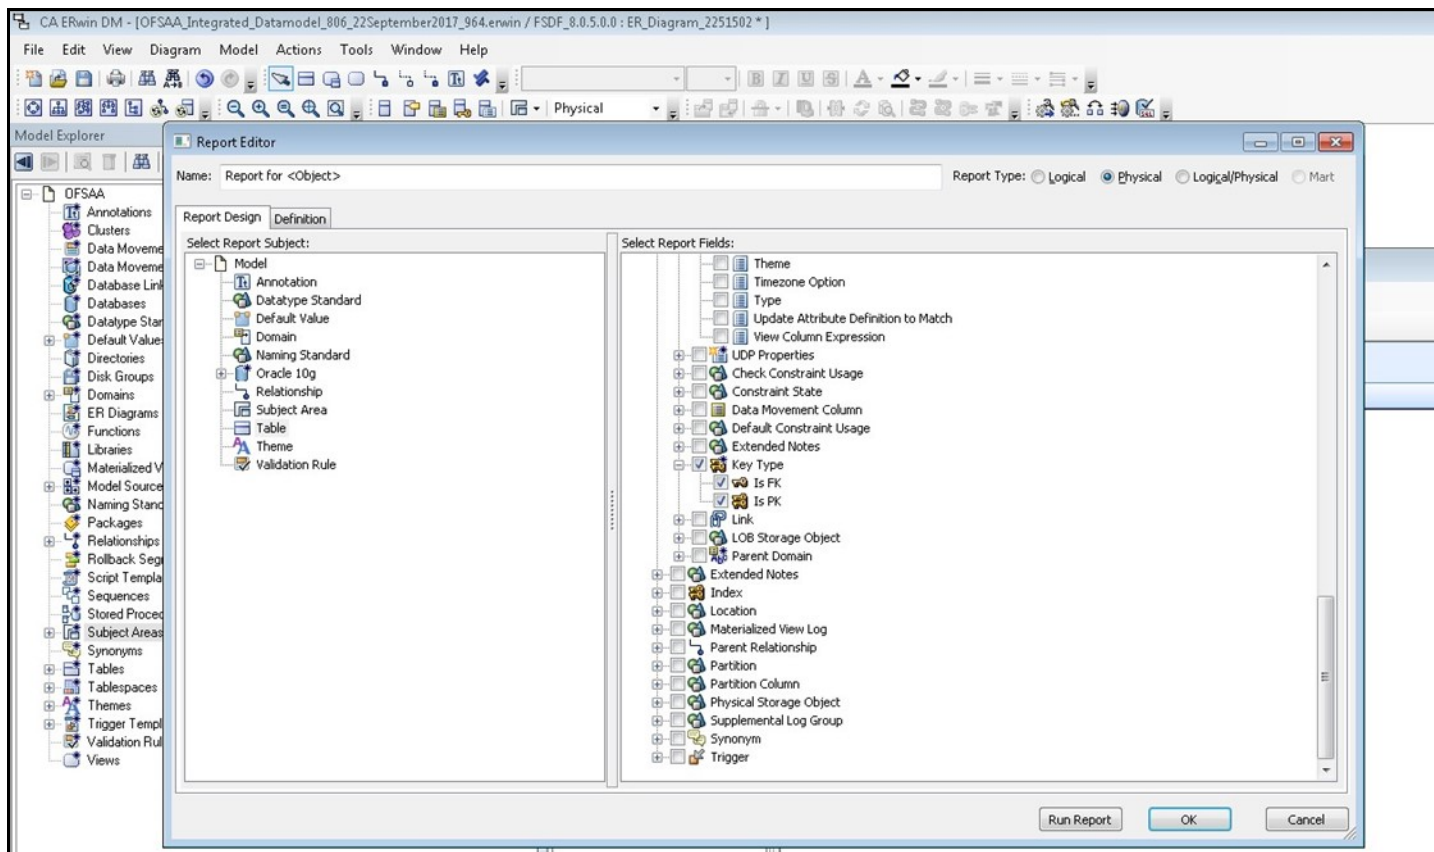 CA ERwin DM - [OFSAA_Integrated_Datamodel_806_22September2017_964.erwin / FSDF_8.0.5.0.0 : ER_Diagram_2251502 * ]
File Edit View Diagram Model Actions Tools Window Help
Physical
Model Explorer
OFSAA
Annotations
Clusters
Data Moveme
Data Moveme
Database Link
Databases
Datatype Star
Default Value:
Directories
Disk Groups
Domains
ER Diagrams
Functions
Libraries
Materialized V
Model Source
Naming Stand
Packages
Relationships
Rollback Seg
Script Templa
Sequences
Stored Proced
Subject Areas
Synonyms
Tables
Tablespaces
Themes
Trigger Templ
Validation Rul
Views
Report Editor
Name: Report for <Object>
Report Type: Logical Physical Logical/Physical Mart
Report Design Definition
Select Report Subject:
Model
Annotation
Datatype Standard
Default Value
Domain
Naming Standard
Oracle 10g
Relationship
Subject Area
Table
Theme
Validation Rule
Select Report Fields:
Theme
Timezone Option
Type
Update Attribute Definition to Match
View Column Expression
UDP Properties
Check Constraint Usage
Constraint State
Data Movement Column
Default Constraint Usage
Extended Notes
Key Type
Is FK
Is PK
Link
LOB Storage Object
Parent Domain
Extended Notes
Index
Location
Materialized View Log
Parent Relationship
Partition
Partition Column
Physical Storage Object
Supplemental Log Group
Synonym
Trigger
Run Report OK Cancel